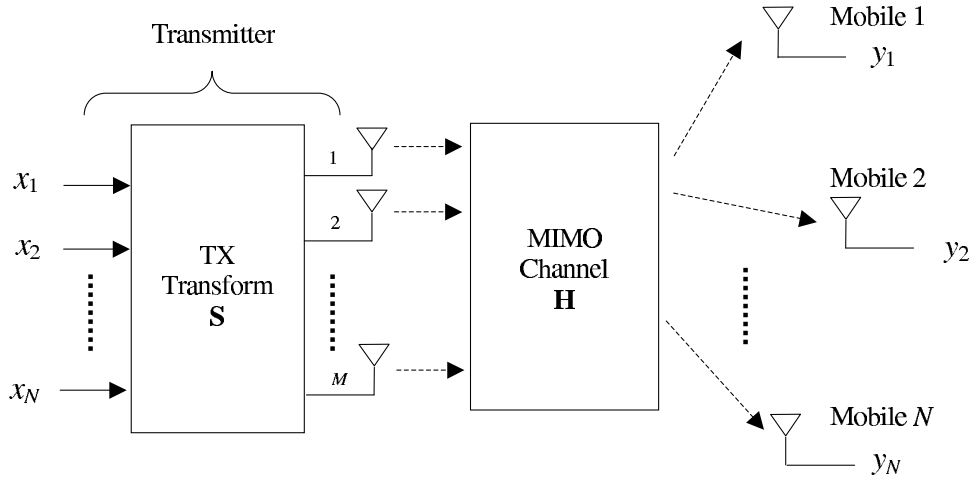 Transmitter
Mobile 1
y1
1
x1
Mobile 2
2
x2
y2
TX
Transform
S
MIMO
Channel
H
M
xN
Mobile N
yN